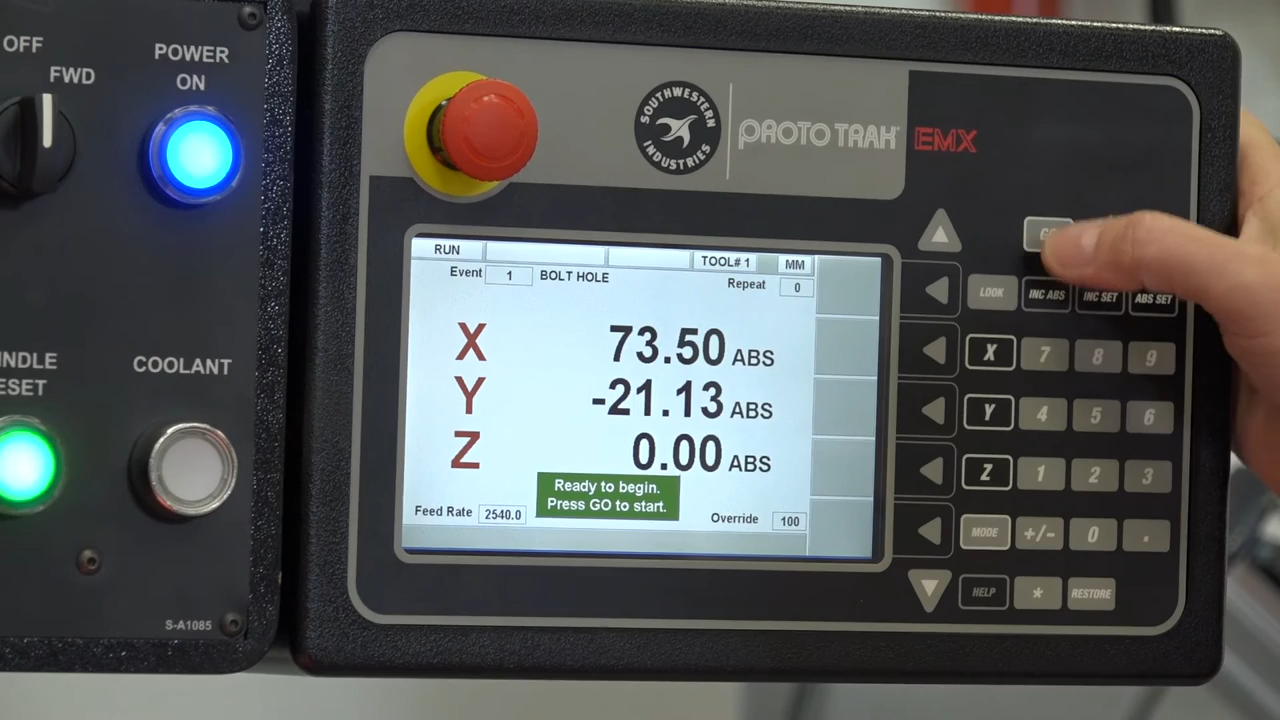 OFF
FWD
POWER
ON
COOLANT
S-A1085
SOUTHWESTERN
INDUSTRIES
PROTO TRAK EMX
RUN
TOOL# 1
MM
Event 1 BOLT HOLE
Repeat 0
X 73.50 ABS
Y -21.13 ABS
Z 0.00 ABS
Ready to begin.
Press GO to start.
Feed Rate 2540.0
Override 100
LOOK INC ABS INC SET ABS SET
X 7 8 9
Y 4 5 6
Z 1 2 3
MODE +/- 0 .
HELP * RESTORE